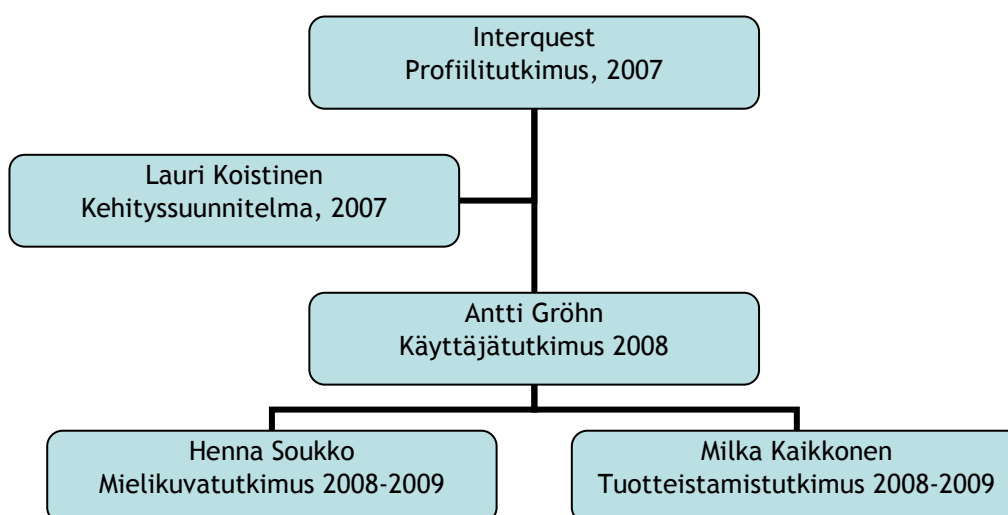 Interquest
Profiilitutkimus, 2007
Lauri Koistinen
Kehityssuunnitelma, 2007
Antti Gröhn
Käyttäjätutkimus 2008
Henna Soukko
Mielikuvatutkimus 2008-2009
Milka Kaikkonen
Tuotteistamistutkimus 2008-2009